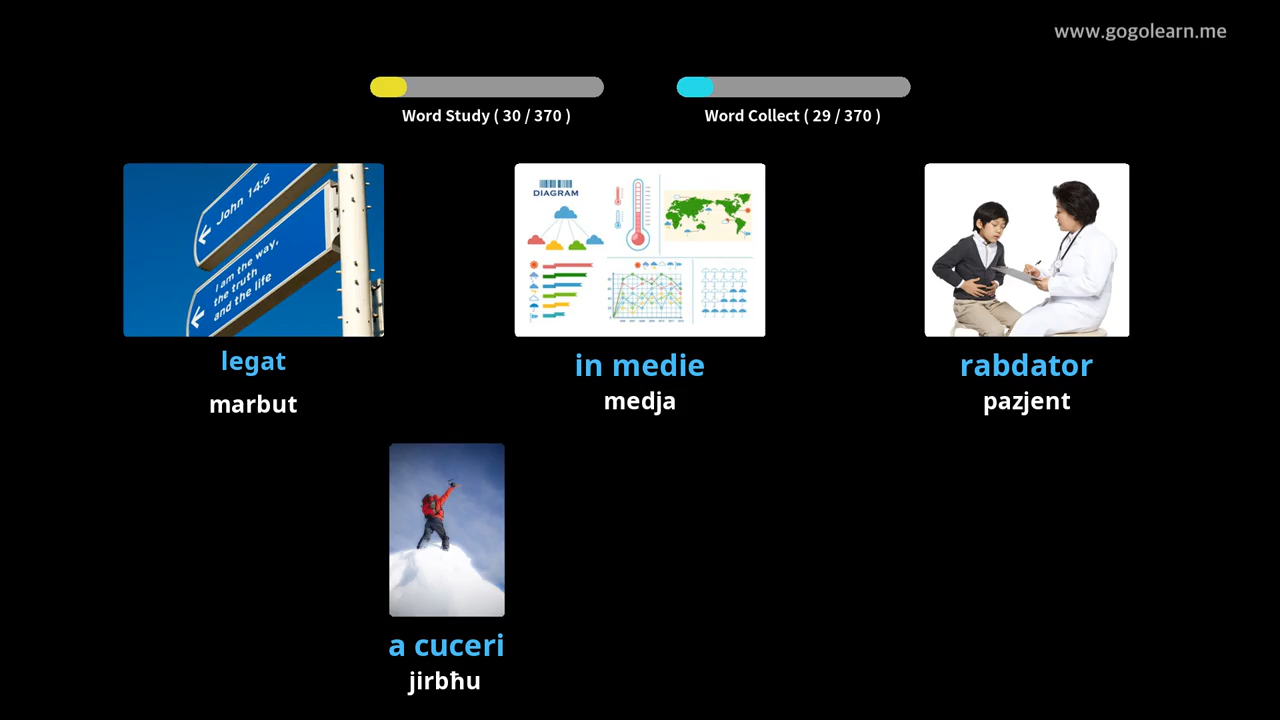 www.gogolearn.me
Word Study ( 30 / 370 )
Word Collect ( 29 / 370 )
John 14:6
I am the way,
the truth
and the life
DIAGRAM
legat
marbut
in medie
medja
rabdator
pazjent
a cuceri
jirbħu